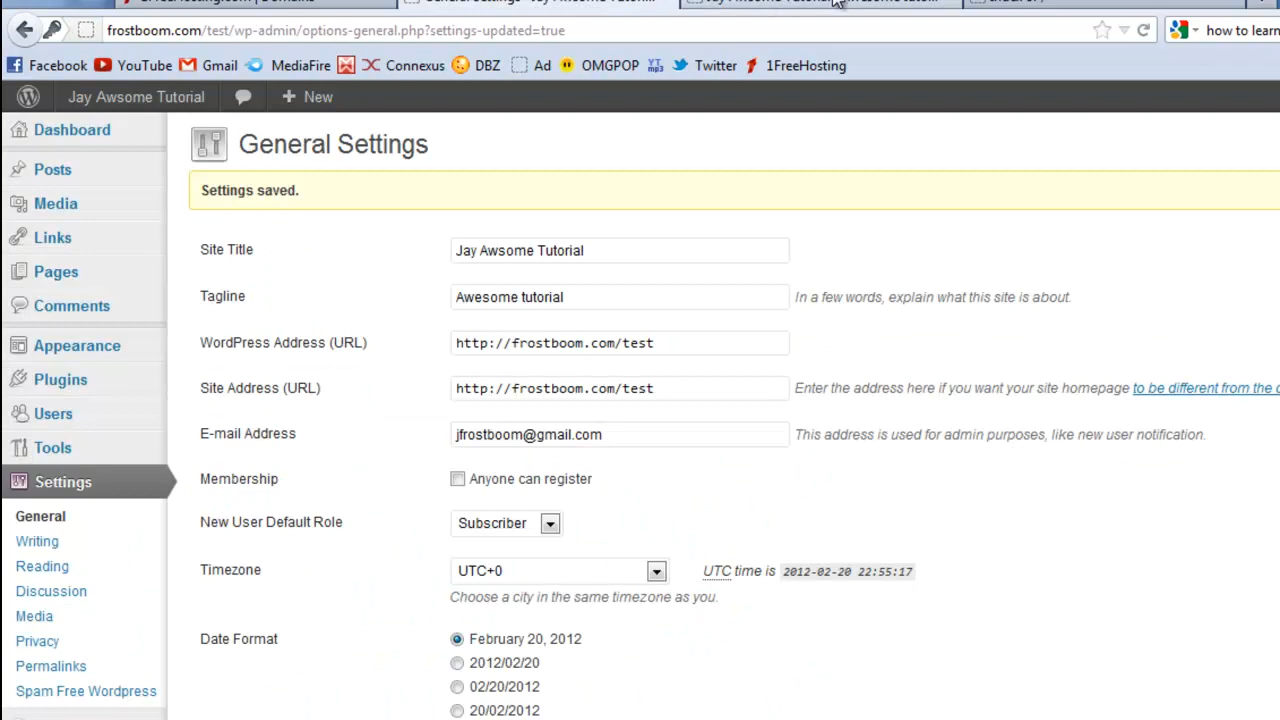 frostboom.com/test/wp-admin/options-general.php?settings-updated=true
how to learn
Facebook YouTube Gmail MediaFire Connexus DBZ Ad OMGPOP Twitter 1FreeHosting
Jay Awsome Tutorial + New
Dashboard
Posts
Media
Links
Pages
Comments
Appearance
Plugins
Users
Tools
Settings
General
Writing
Reading
Discussion
Media
Privacy
Permalinks
Spam Free Wordpress
General Settings
Settings saved.
Site Title Jay Awsome Tutorial
Tagline Awesome tutorial In a few words, explain what this site is about.
WordPress Address (URL) http://frostboom.com/test
Site Address (URL) http://frostboom.com/test Enter the address here if you want your site homepage to be different from the
E-mail Address jfrostboom@gmail.com This address is used for admin purposes, like new user notification.
Membership Anyone can register
New User Default Role Subscriber
Timezone UTC+0 UTC time is 2012-02-20 22:55:17
Choose a city in the same timezone as you.
Date Format February 20, 2012
2012/02/20
02/20/2012
20/02/2012